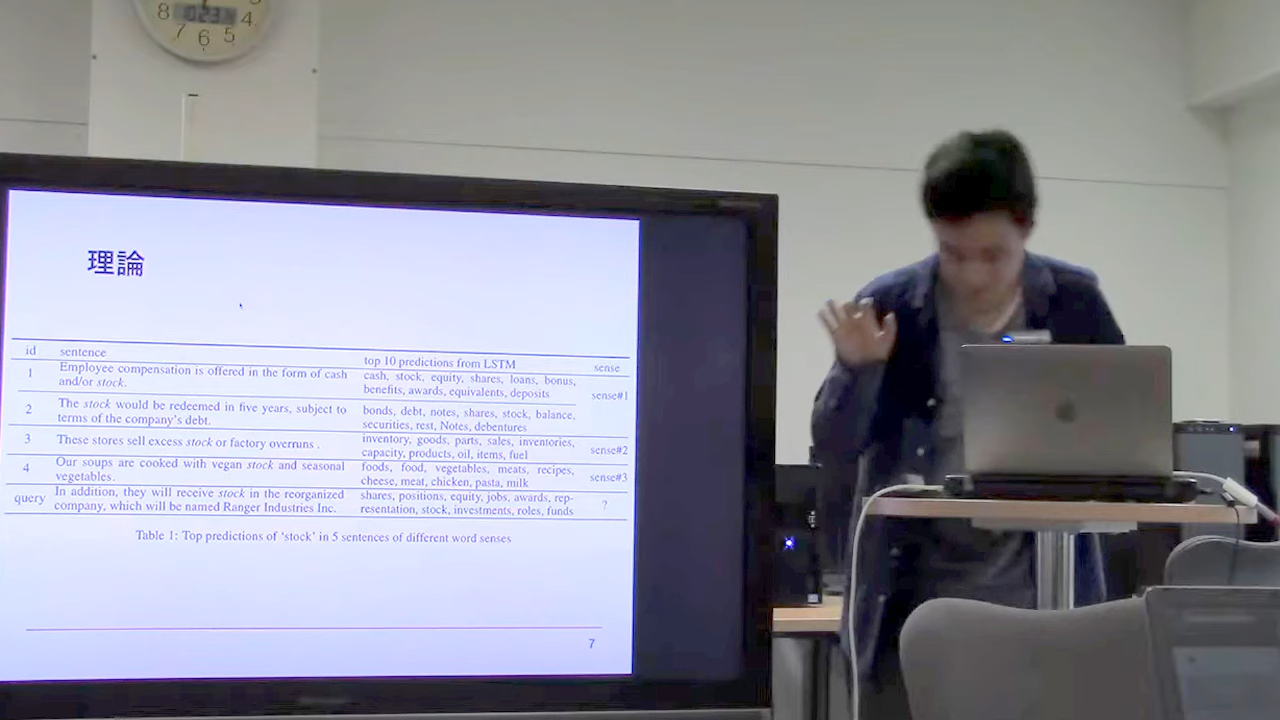 8 4
7 6 5
理論
id sentence top 10 predictions from LSTM sense
1 Employee compensation is offered in the form of cash and/or stock. cash, stock, equity, shares, loans, bonus, benefits, awards, equivalents, deposits sense#1
2 The stock would be redeemed in five years, subject to terms of the company's debt. bonds, debt, notes, shares, stock, balance, securities, rest, Notes, debentures
3 These stores sell excess stock or factory overruns . inventory, goods, parts, sales, inventories, capacity, products, oil, items, fuel sense#2
4 Our soups are cooked with vegan stock and seasonal vegetables. foods, food, vegetables, meats, recipes, cheese, meat, chicken, pasta, milk sense#3
query In addition, they will receive stock in the reorganized company, which will be named Ranger Industries Inc. shares, positions, equity, jobs, awards, representation, stock, investments, roles, funds ?
Table 1: Top predictions of 'stock' in 5 sentences of different word senses
7